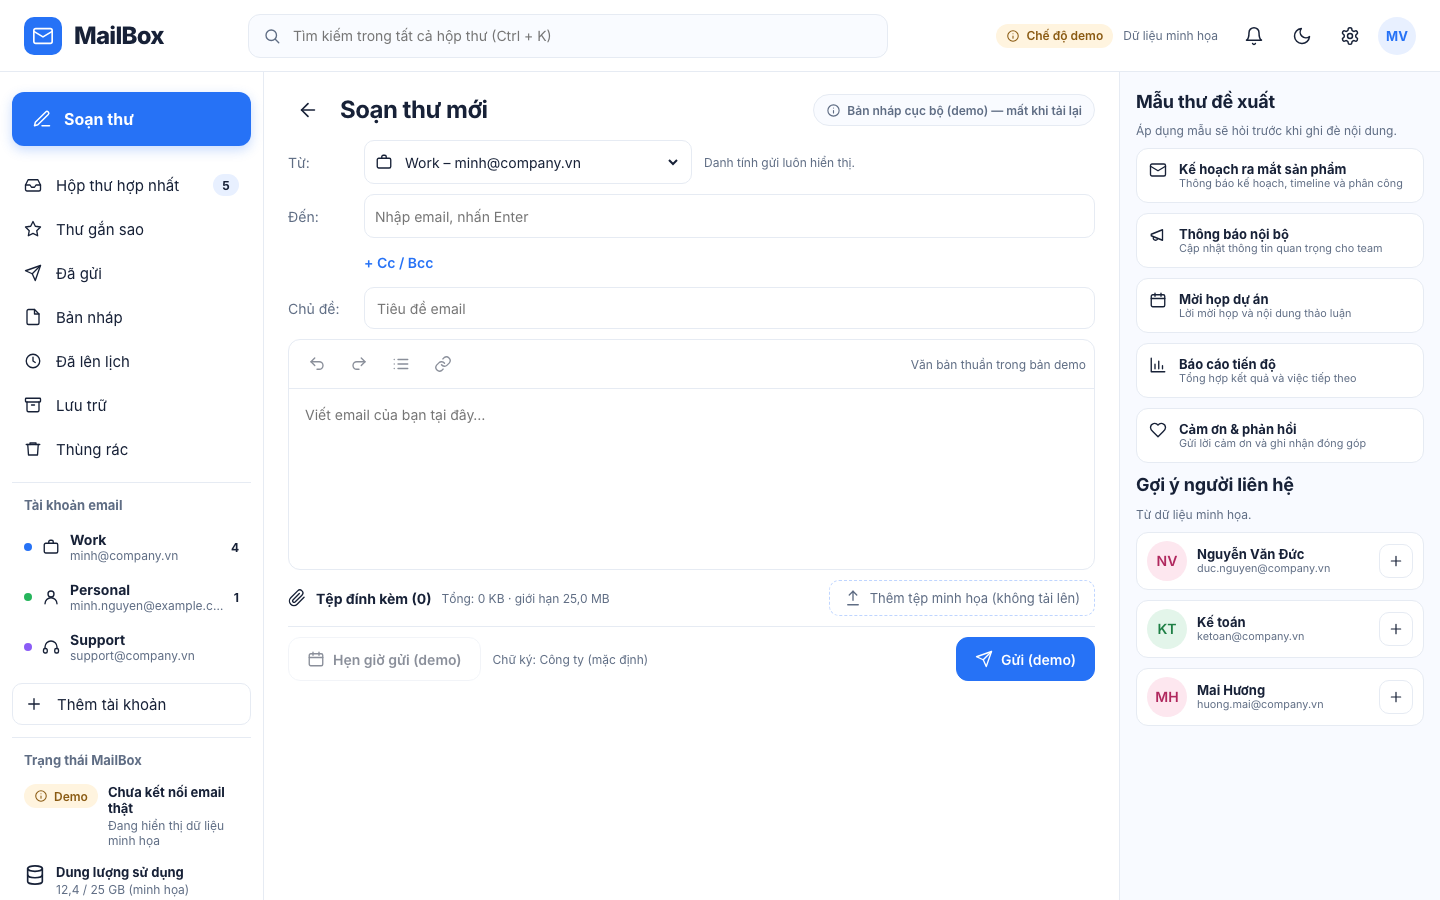 MailBox
Tìm kiếm trong tất cả hộp thư (Ctrl + K)
Chế độ demo
Dữ liệu minh họa
MV
Soạn thư
Hộp thư hợp nhất
5
Thư gắn sao
Đã gửi
Bản nháp
Đã lên lịch
Lưu trữ
Thùng rác
Tài khoản email
Work
minh@company.vn
4
Personal
minh.nguyen@example.c...
1
Support
support@company.vn
Thêm tài khoản
Trạng thái MailBox
Demo
Chưa kết nối email
thật
Đang hiển thị dữ liệu
minh họa
Dung lượng sử dụng
12,4 / 25 GB (minh họa)
Soạn thư mới
Bản nháp cục bộ (demo) — mất khi tải lại
Từ:
Work – minh@company.vn
Danh tính gửi luôn hiển thị.
Đến:
Nhập email, nhấn Enter
+ Cc / Bcc
Chủ đề:
Tiêu đề email
Văn bản thuần trong bản demo
Viết email của bạn tại đây...
Tệp đính kèm (0)
Tổng: 0 KB · giới hạn 25,0 MB
Thêm tệp minh họa (không tải lên)
Hẹn giờ gửi (demo)
Chữ ký: Công ty (mặc định)
Gửi (demo)
Mẫu thư đề xuất
Áp dụng mẫu sẽ hỏi trước khi ghi đè nội dung.
Kế hoạch ra mắt sản phẩm
Thông báo kế hoạch, timeline và phân công
Thông báo nội bộ
Cập nhật thông tin quan trọng cho team
Mời họp dự án
Lời mời họp và nội dung thảo luận
Báo cáo tiến độ
Tổng hợp kết quả và việc tiếp theo
Cảm ơn & phản hồi
Gửi lời cảm ơn và ghi nhận đóng góp
Gợi ý người liên hệ
Từ dữ liệu minh họa.
NV
Nguyễn Văn Đức
duc.nguyen@company.vn
KT
Kế toán
ketoan@company.vn
MH
Mai Hương
huong.mai@company.vn